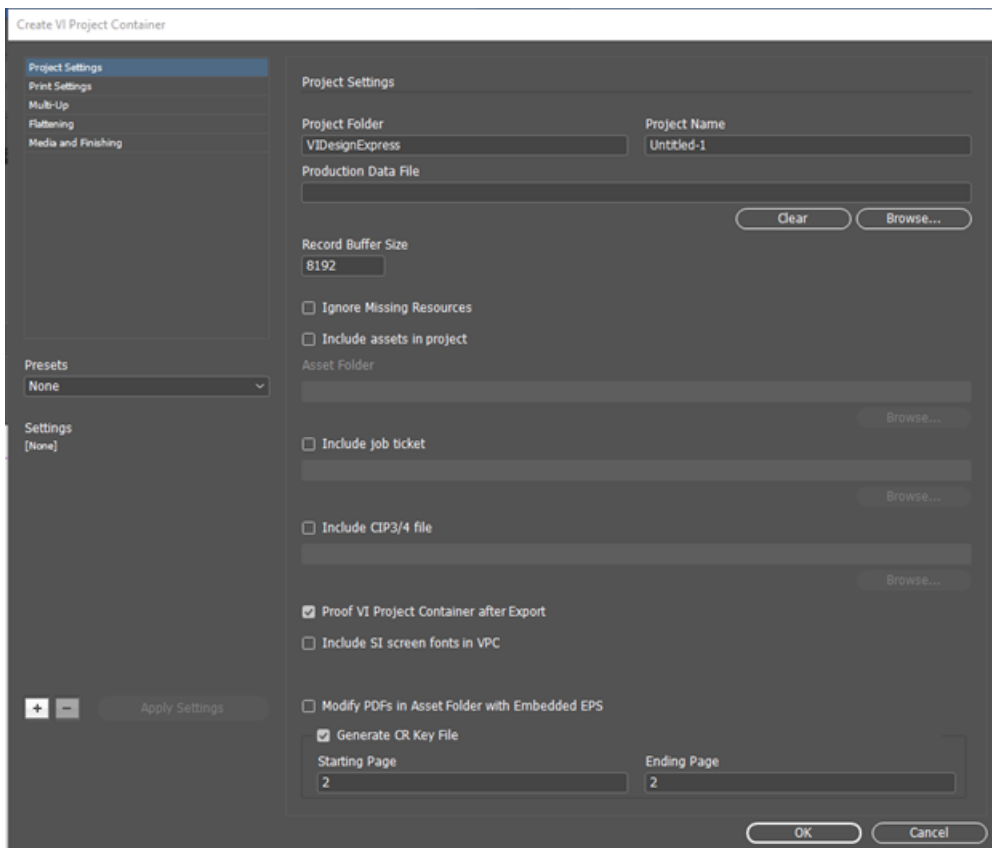 Create VI Project Container
Project Settings
Print Settings
Multi-Up
Flattening
Media and Finishing
Presets
None
Settings
[None]
+ − Apply Settings
Project Settings
Project Folder Project Name
VIDesignExpress Untitled-1
Production Data File
Clear Browse...
Record Buffer Size
8192
Ignore Missing Resources
Include assets in project
Asset Folder
Browse...
Include job ticket
Browse...
Include CIP3/4 file
Browse...
Proof VI Project Container after Export
Include SI screen fonts in VPC
Modify PDFs in Asset Folder with Embedded EPS
Generate CR Key File
Starting Page Ending Page
2 2
OK Cancel